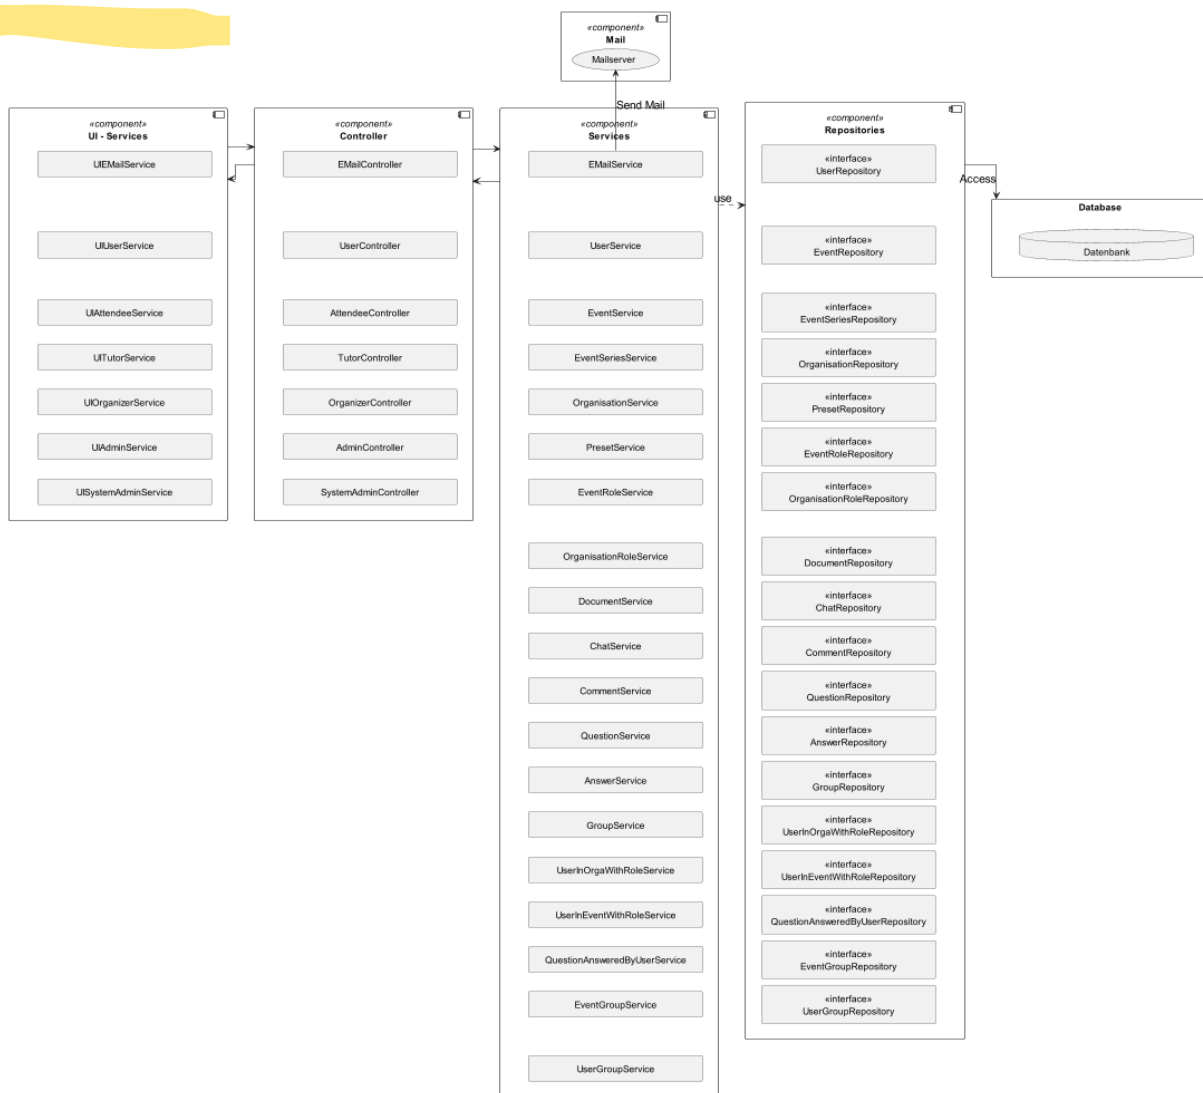 «component»
Mail
Mailserver
Send Mail
«component»
UI - Services
UIEMailService
UIUserService
UIAttendeeService
UITutorService
UIOrganizerService
UIAdminService
UISystemAdminService
«component»
Controller
EMailController
UserController
AttendeeController
TutorController
OrganizerController
AdminController
SystemAdminController
«component»
Services
EMailService
UserService
EventService
EventSeriesService
OrganisationService
PresetService
EventRoleService
OrganisationRoleService
DocumentService
ChatService
CommentService
QuestionService
AnswerService
GroupService
UserInOrgaWithRoleService
UserInEventWithRoleService
QuestionAnsweredByUserService
EventGroupService
UserGroupService
use
«component»
Repositories
«interface»
UserRepository
«interface»
EventRepository
«interface»
EventSeriesRepository
«interface»
OrganisationRepository
«interface»
PresetRepository
«interface»
EventRoleRepository
«interface»
OrganisationRoleRepository
«interface»
DocumentRepository
«interface»
ChatRepository
«interface»
CommentRepository
«interface»
QuestionRepository
«interface»
AnswerRepository
«interface»
GroupRepository
«interface»
UserInOrgaWithRoleRepository
«interface»
UserInEventWithRoleRepository
«interface»
QuestionAnsweredByUserRepository
«interface»
EventGroupRepository
«interface»
UserGroupRepository
Access
Database
Datenbank